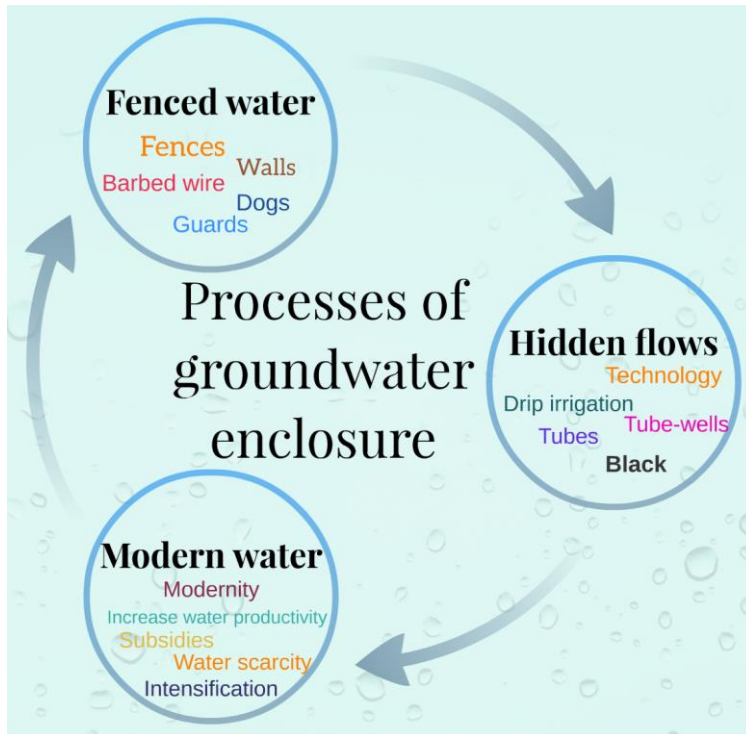 Fenced water
Fences
Walls
Barbed wire
Dogs
Guards
Processes of
groundwater
enclosure
Hidden flows
Technology
Drip irrigation
Tube-wells
Tubes
Black
Modern water
Modernity
Increase water productivity
Subsidies
Water scarcity
Intensification